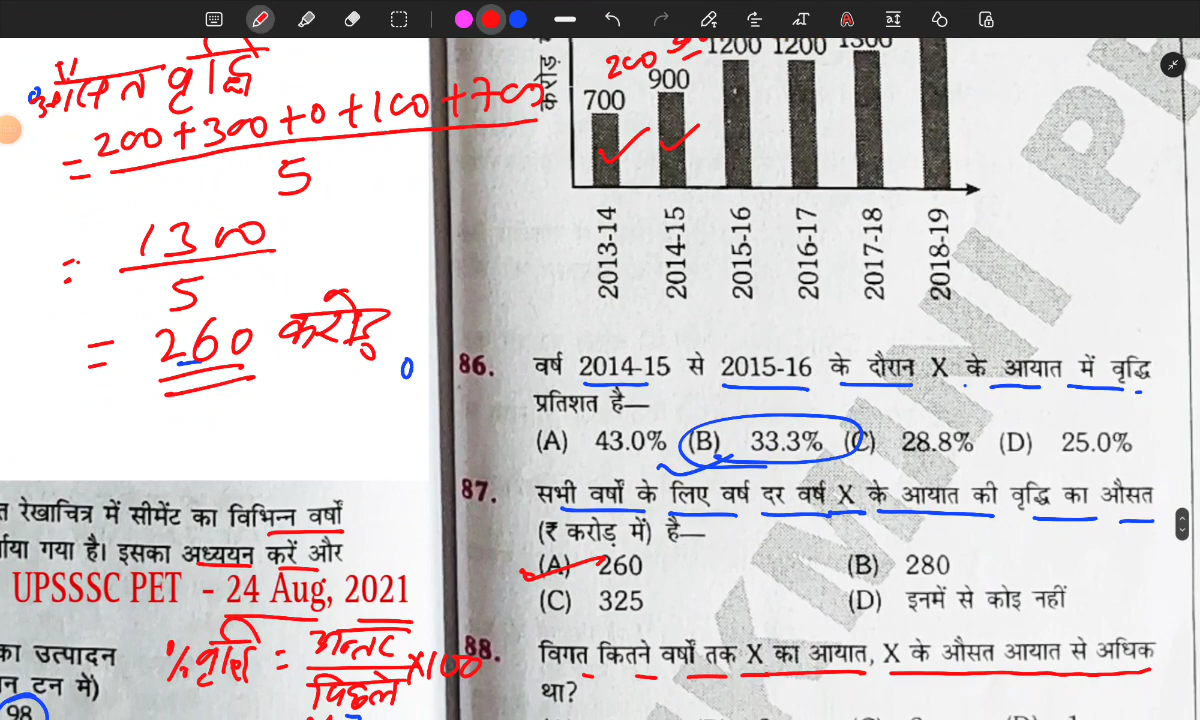 औसत वृद्धि
= 200 + 300 + 0 + 100 + 700
5
= 1300
5
= 260 करोड़
त रेखाचित्र में सीमेंट का विभिन्न वर्षों
र्शाया गया है। इसका अध्ययन करें और
UPSSSC PET - 24 Aug, 2021
का उत्पादन
न टन में)
98
% वृद्धि = अन्तर
पिछले ×100
करोड़
200
700
900
1200
1200
1300
2013-14
2014-15
2015-16
2016-17
2017-18
2018-19
86. वर्ष 2014-15 से 2015-16 के दौरान X के आयात में वृद्धि
प्रतिशत है—
(A) 43.0% (B) 33.3% (C) 28.8% (D) 25.0%
87. सभी वर्षों के लिए वर्ष दर वर्ष X के आयात की वृद्धि का औसत
(₹ करोड़ में) है—
(A) 260 (B) 280
(C) 325 (D) इनमें से कोइ नहीं
88. विगत कितने वर्षों तक X का आयात, X के औसत आयात से अधिक
था?